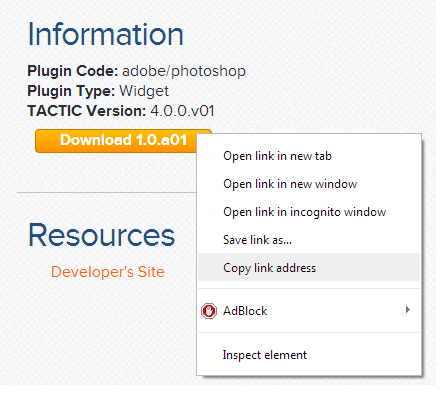 Information
Plugin Code: adobe/photoshop
Plugin Type: Widget
TACTIC Version: 4.0.0.v01
Download 1.0.a01
Open link in new tab
Open link in new window
Open link in incognito window
Save link as...
Copy link address
AdBlock
Inspect element
Resources
Developer's Site